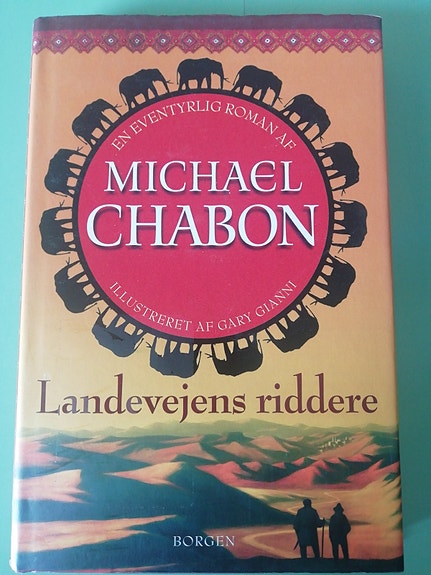 EN EVENTYRLIG ROMAN AF
MICHAEL
CHABON
ILLUSTRERET AF GARY GIANNI
Landevejens riddere
BORGEN